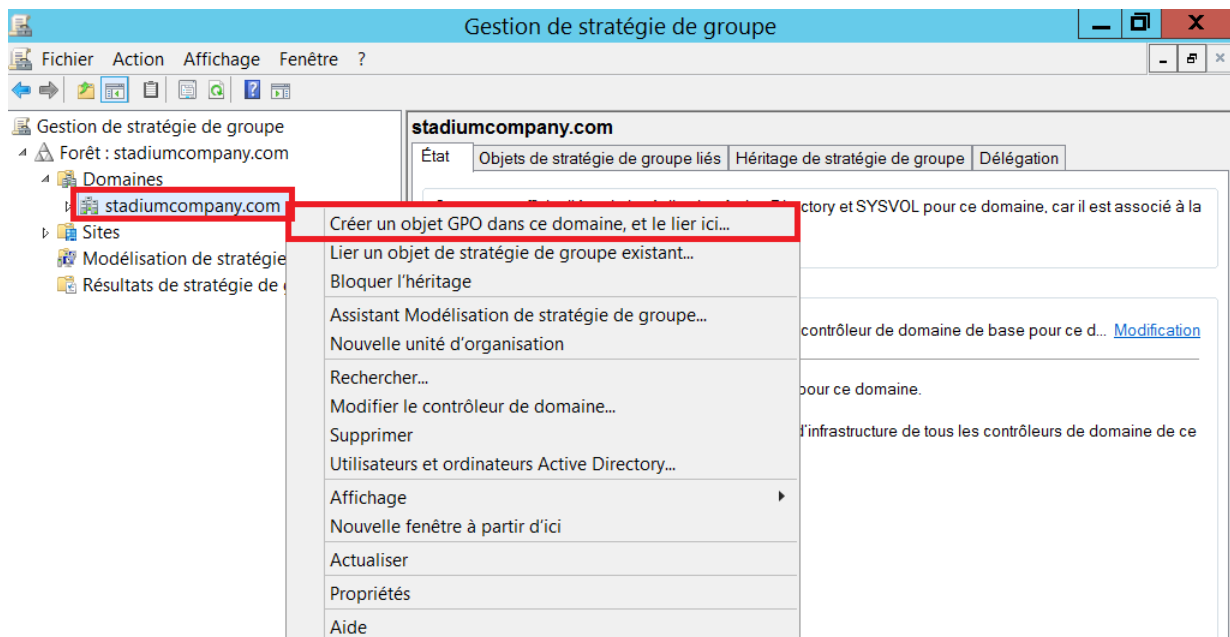 Gestion de stratégie de groupe
Fichier Action Affichage Fenêtre ?
Gestion de stratégie de groupe
Forêt : stadiumcompany.com
Domaines
stadiumcompany.com
Sites
Modélisation de stratégie
Résultats de stratégie de
stadiumcompany.com
État Objets de stratégie de groupe liés Héritage de stratégie de groupe Délégation
ctory et SYSVOL pour ce domaine, car il est associé à la
contrôleur de domaine de base pour ce d... Modification
pour ce domaine.
d'infrastructure de tous les contrôleurs de domaine de ce
Créer un objet GPO dans ce domaine, et le lier ici...
Lier un objet de stratégie de groupe existant...
Bloquer l'héritage
Assistant Modélisation de stratégie de groupe...
Nouvelle unité d'organisation
Rechercher...
Modifier le contrôleur de domaine...
Supprimer
Utilisateurs et ordinateurs Active Directory...
Affichage
Nouvelle fenêtre à partir d'ici
Actualiser
Propriétés
Aide